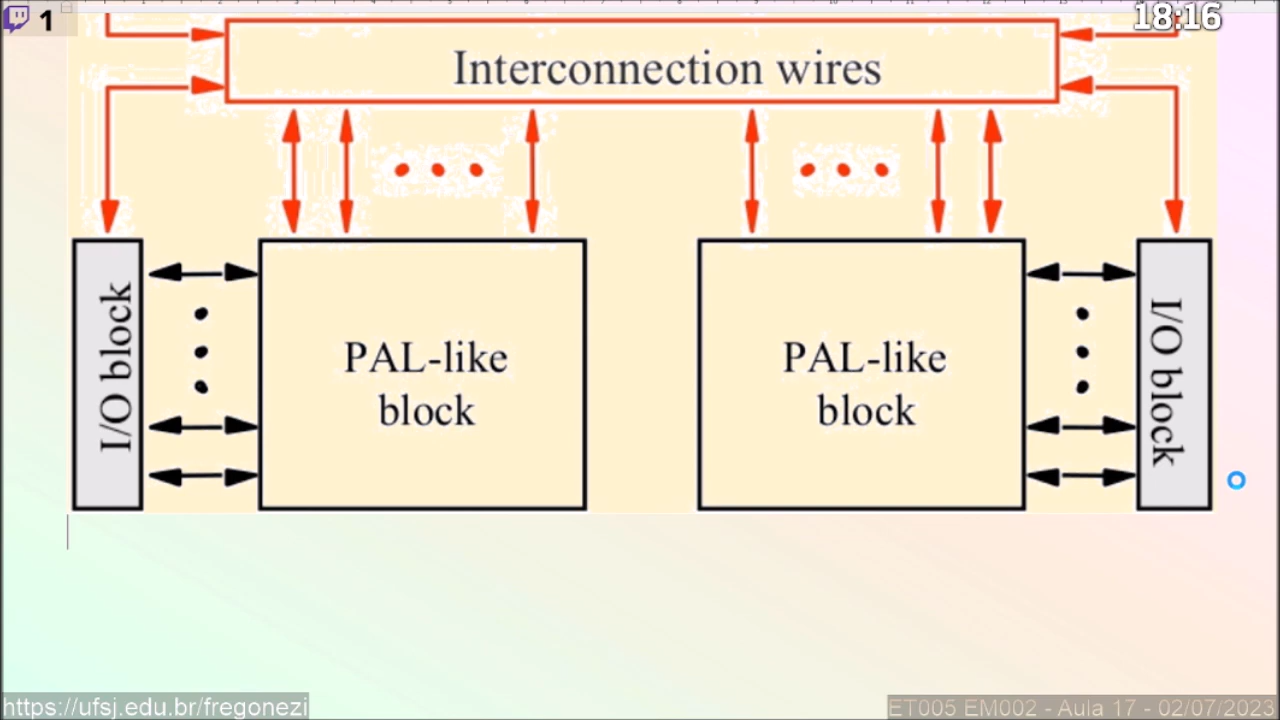 1
18:16
Interconnection wires
I/O block
PAL-like
block
PAL-like
block
I/O block
https://ufsj.edu.br/fregonezi
ET005 EM002 - Aula 17 - 02/07/2023